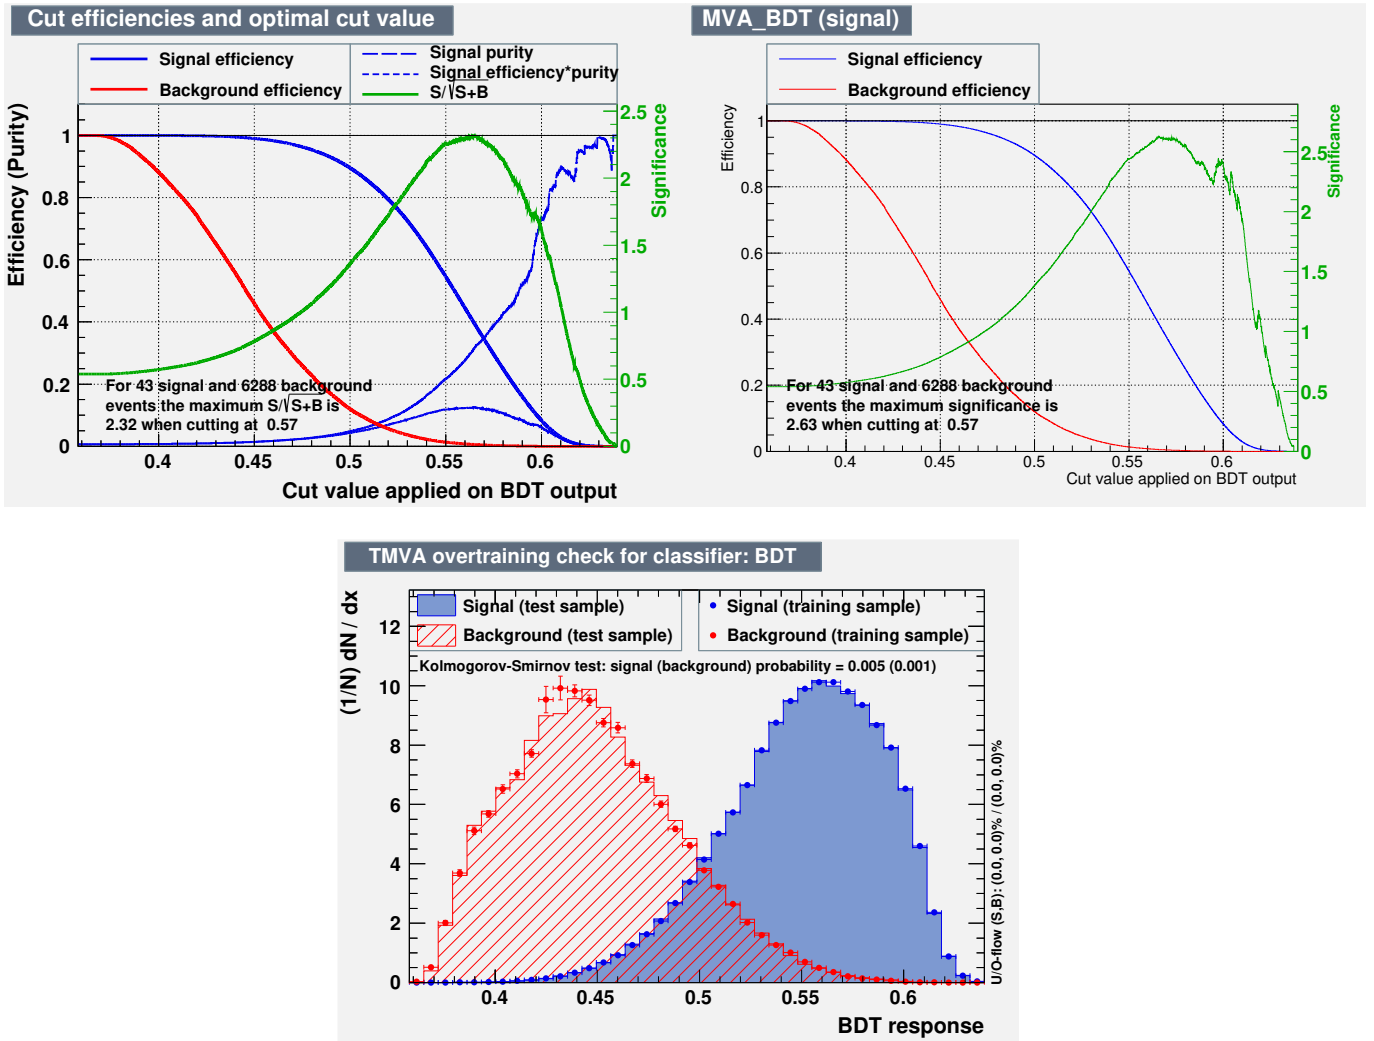 Cut efficiencies and optimal cut value
Signal efficiency
Background efficiency
Signal purity
Signal efficiency*purity
S/√S+B
Efficiency (Purity)
1
0.8
0.6
0.4
0.2
0
2.5
2
1.5
1
0.5
0
Significance
For 43 signal and 6288 background
events the maximum S/√S+B is
2.32 when cutting at 0.57
0.4 0.45 0.5 0.55 0.6
Cut value applied on BDT output
MVA_BDT (signal)
Signal efficiency
Background efficiency
Efficiency
1
0.8
0.6
0.4
0.2
0
2.5
2
1.5
1
0.5
0
Significance
For 43 signal and 6288 background
events the maximum significance is
2.63 when cutting at 0.57
0.4 0.45 0.5 0.55 0.6
Cut value applied on BDT output
TMVA overtraining check for classifier: BDT
Signal (test sample)
Background (test sample)
Signal (training sample)
Background (training sample)
Kolmogorov-Smirnov test: signal (background) probability = 0.005 (0.001)
(1/N) dN / dx
12
10
8
6
4
2
0
0.4 0.45 0.5 0.55 0.6
BDT response
U/O-flow (S,B): (0.0, 0.0)% / (0.0, 0.0)%